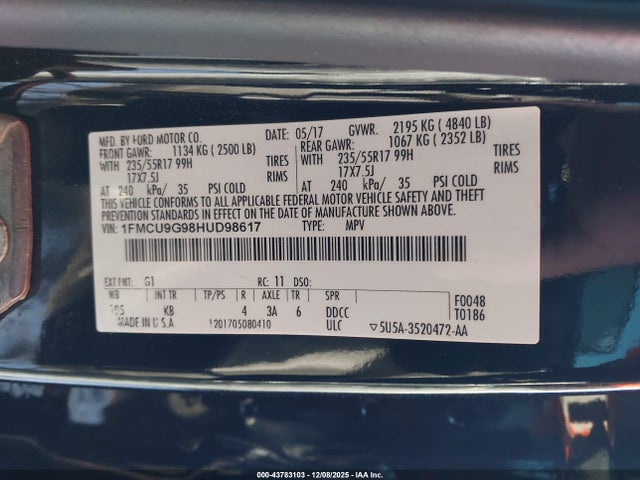 MFD. BY FORD MOTOR CO. DATE: 05/17 GVWR. 2195 KG ( 4840 LB)
FRONT GAWR: 1134 KG ( 2500 LB) REAR GAWR: 1067 KG ( 2352 LB)
WITH 235/55R17 99H TIRES WITH 235/55R17 99H TIRES
17X7.5J RIMS 17X7.5J RIMS
AT 240 kPa/ 35 PSI COLD AT 240 kPa/ 35 PSI COLD
THIS VEHICLE CONFORMS TO ALL APPLICABLE FEDERAL MOTOR VEHICLE SAFETY AND THEFT
PREVENTION STANDARDS IN EFFECT ON THE DATE OF MANUFACTURE SHOWN ABOVE.
VIN: 1FMCU9G98HUD98617 TYPE: MPV
EXT PNT: G1 RC: 11 DSO: F0048
WB INT TR TP/PS R AXLE TR SPR T0186
KB 4 3A 6 DDCC
MADE IN U.S.A. 1201705080410 ULC 5U5A-3520472-AA
000-43783103 - 12/08/2025 - IAA Inc.